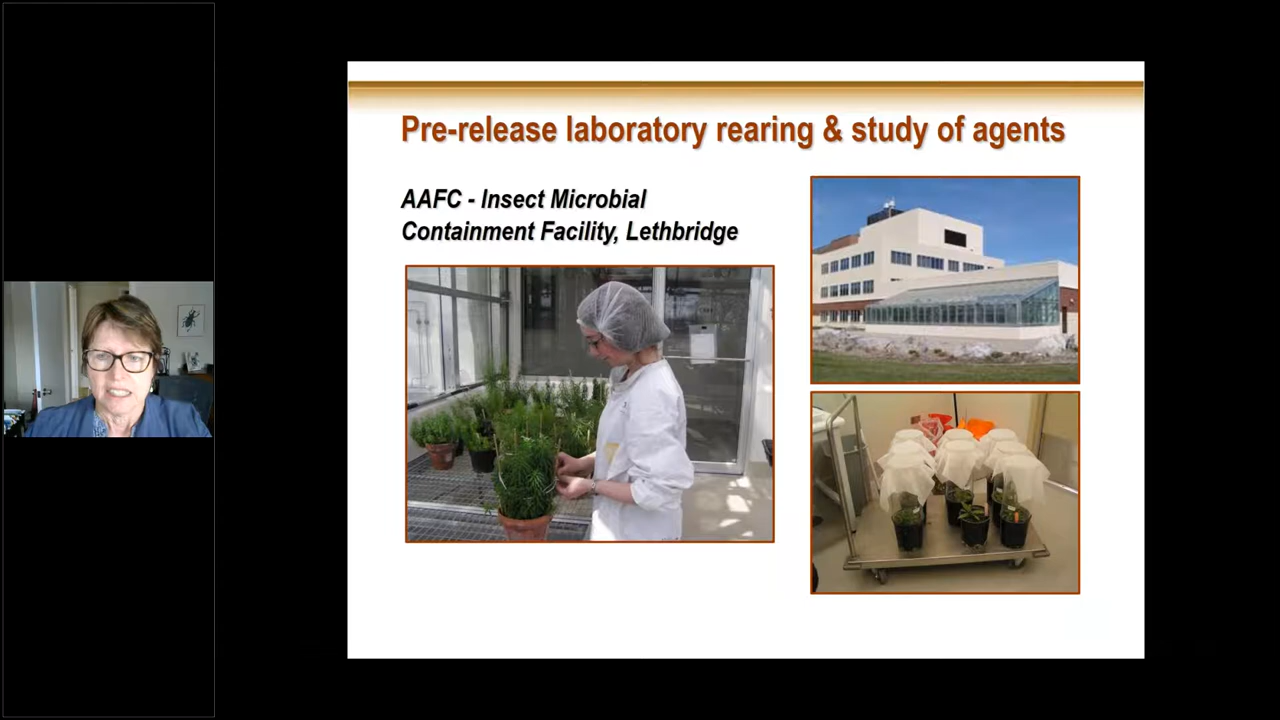 Pre-release laboratory rearing & study of agents
AAFC - Insect Microbial
Containment Facility, Lethbridge